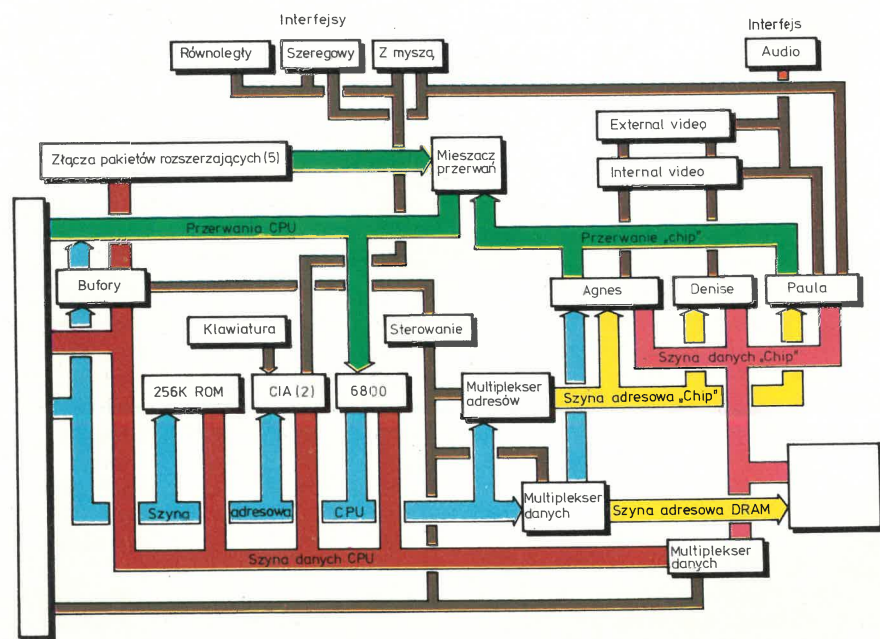 Interfejsy
Interfejs
Równoległy
Szeregowy
Z myszą
Audio
External video
Złącza pakietów rozszerzających (5)
Mieszacz
przerwań
Internal video
Przerwania CPU
Przerwanie „chip"
Bufory
Agnes
Denise
Paula
Klawiatura
Sterowanie
Szyna danych „Chip"
256K ROM
CIA (2)
6800
Multiplekser
adresów
Szyna adresowa „Chip"
Szyna
adresowa
CPU
Multiplekser
danych
Szyna adresowa DRAM
Szyna danych CPU
Multiplekser
danych